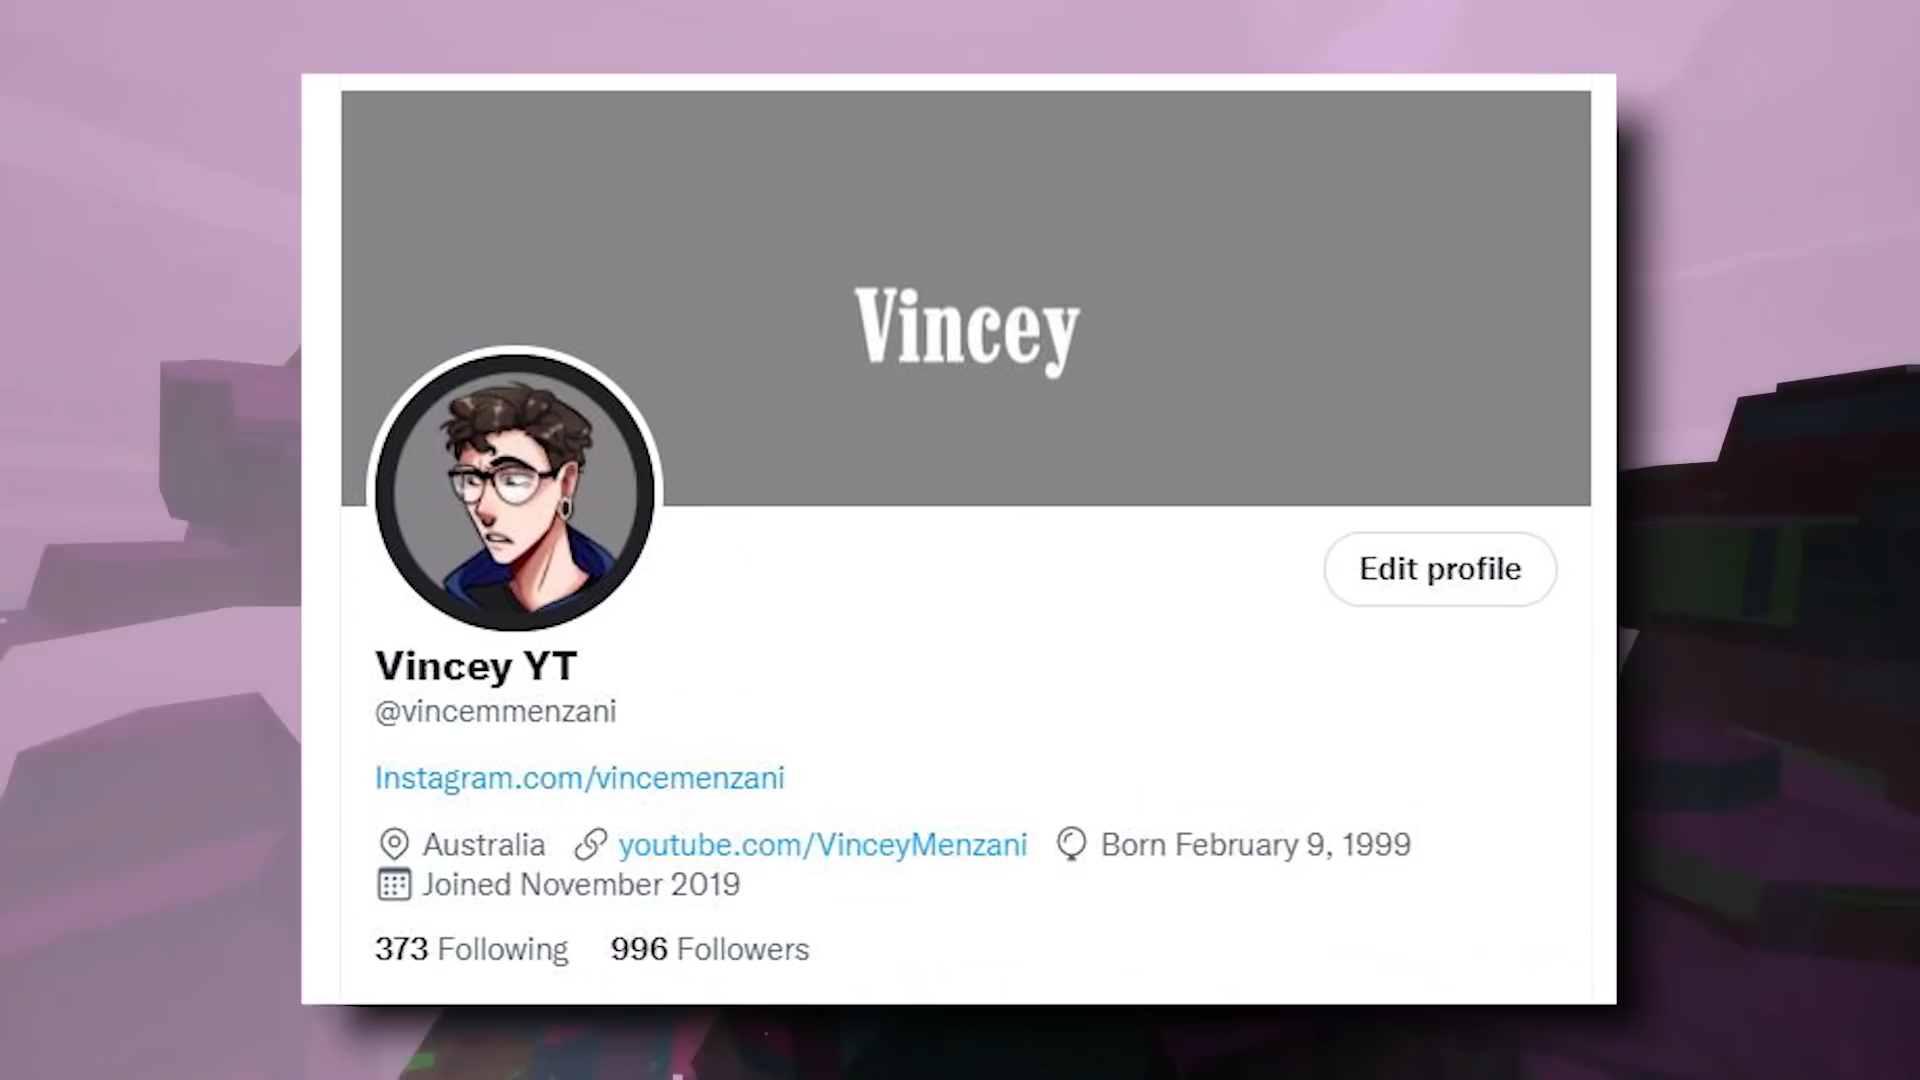 Vincey
Edit profile
Vincey YT
@vincemmenzani
Instagram.com/vincemenzani
Australia youtube.com/VinceyMenzani Born February 9, 1999
Joined November 2019
373 Following 996 Followers